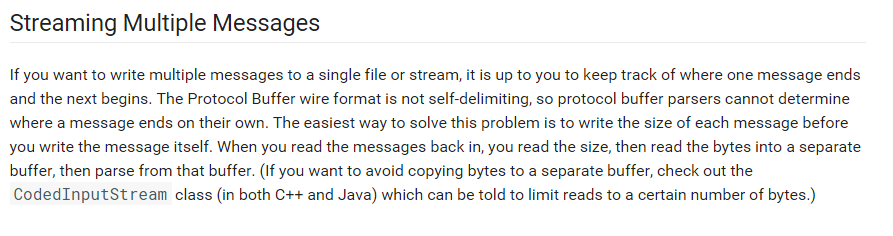 Streaming Multiple Messages
If you want to write multiple messages to a single file or stream, it is up to you to keep track of where one message ends
and the next begins. The Protocol Buffer wire format is not self-delimiting, so protocol buffer parsers cannot determine
where a message ends on their own. The easiest way to solve this problem is to write the size of each message before
you write the message itself. When you read the messages back in, you read the size, then read the bytes into a separate
buffer, then parse from that buffer. (If you want to avoid copying bytes to a separate buffer, check out the
CodedInputStream class (in both C++ and Java) which can be told to limit reads to a certain number of bytes.)